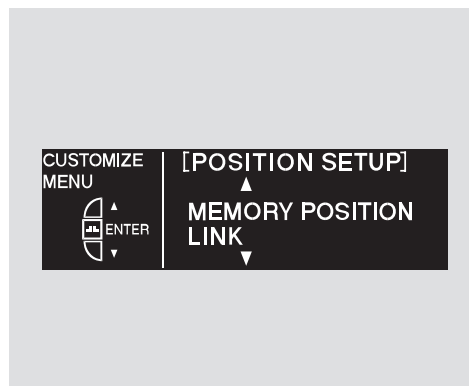 CUSTOMIZE
MENU
ENTER
[POSITION SETUP]
MEMORY POSITION
LINK